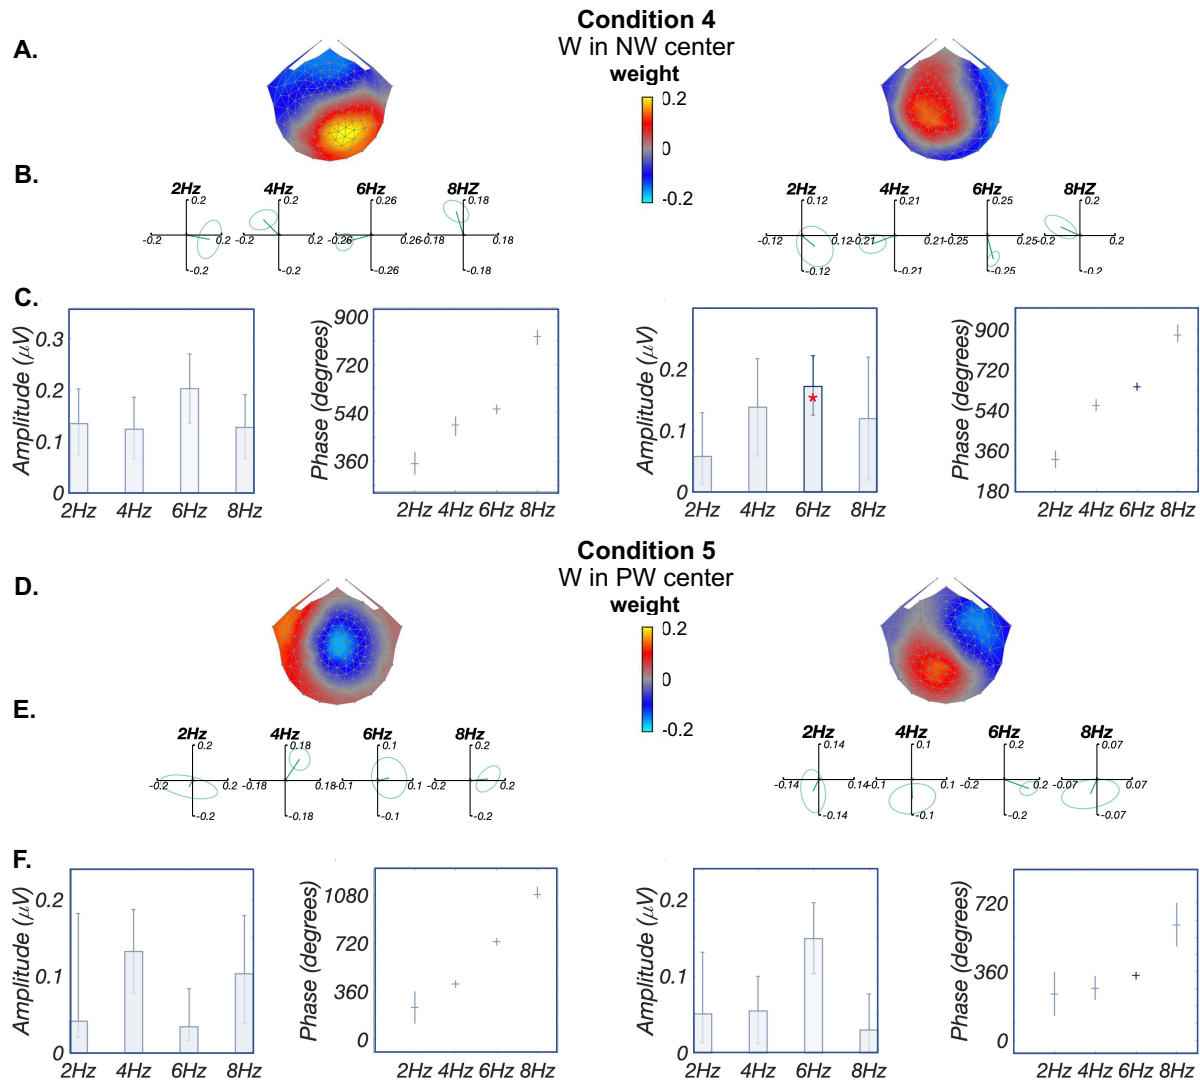 Condition 4
A.
W in NW center
weight
0.2
0
-0.2
B.
2Hz 4Hz 6Hz 8HZ 2Hz 4Hz 6Hz 8HZ
0.2 0.2 0.26 0.18 0.12 0.21 0.25 0.2
-0.2 0.2 -0.2 0.2 -0.26 0.26 -0.18 0.18 -0.12 0.12 -0.21 0.21 -0.25 0.25 -0.2 0.2
-0.2 -0.2 -0.26 -0.18 -0.12 -0.21 -0.25 -0.2
C.
Amplitude (μV)
0.3
0.2
0.1
0
2Hz 4Hz 6Hz 8Hz
Phase (degrees)
900
720
540
360
2Hz 4Hz 6Hz 8Hz
Amplitude (μV)
0.2
0.1
0
*
2Hz 4Hz 6Hz 8Hz
Phase (degrees)
900
720
540
360
180
2Hz 4Hz 6Hz 8Hz
Condition 5
D.
W in PW center
weight
0.2
0
-0.2
E.
2Hz 4Hz 6Hz 8Hz 2Hz 4Hz 6Hz 8Hz
0.2 0.18 0.1 0.2 0.14 0.1 0.2 0.07
-0.2 0.2 -0.18 0.18 -0.1 0.1 -0.2 0.2 -0.14 0.14 -0.1 0.1 -0.2 0.2 -0.07 0.07
-0.2 -0.18 -0.1 -0.2 -0.14 -0.1 -0.2 -0.07
F.
Amplitude (μV)
0.2
0.1
0
2Hz 4Hz 6Hz 8Hz
Phase (degrees)
1080
720
360
0
2Hz 4Hz 6Hz 8Hz
Amplitude (μV)
0.2
0.1
0
2Hz 4Hz 6Hz 8Hz
Phase (degrees)
720
360
0
2Hz 4Hz 6Hz 8Hz